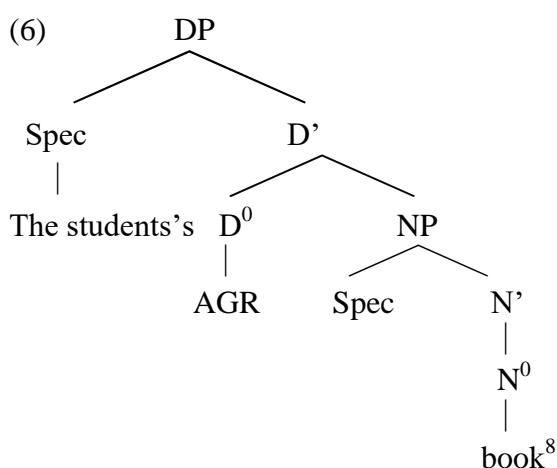 (6) DP
Spec D’
The students’s D⁰ NP
AGR Spec N’
N⁰
book⁸